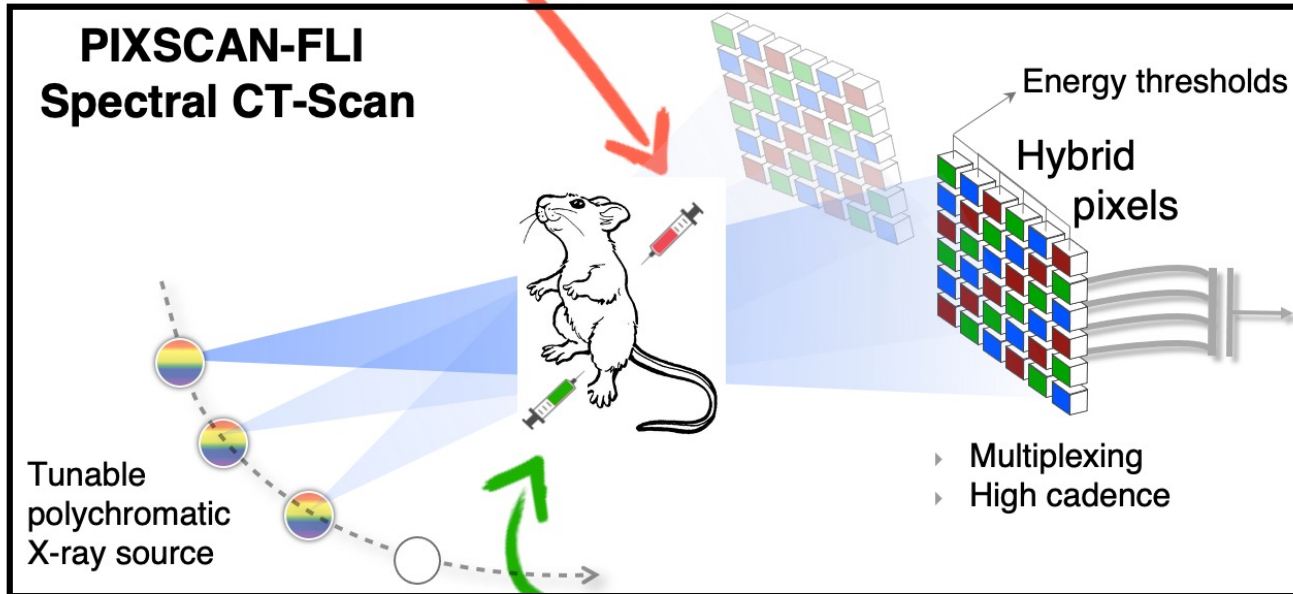 PIXSCAN-FLI
Spectral CT-Scan
Energy thresholds
Hybrid
pixels
Tunable
polychromatic
X-ray source
Multiplexing
High cadence